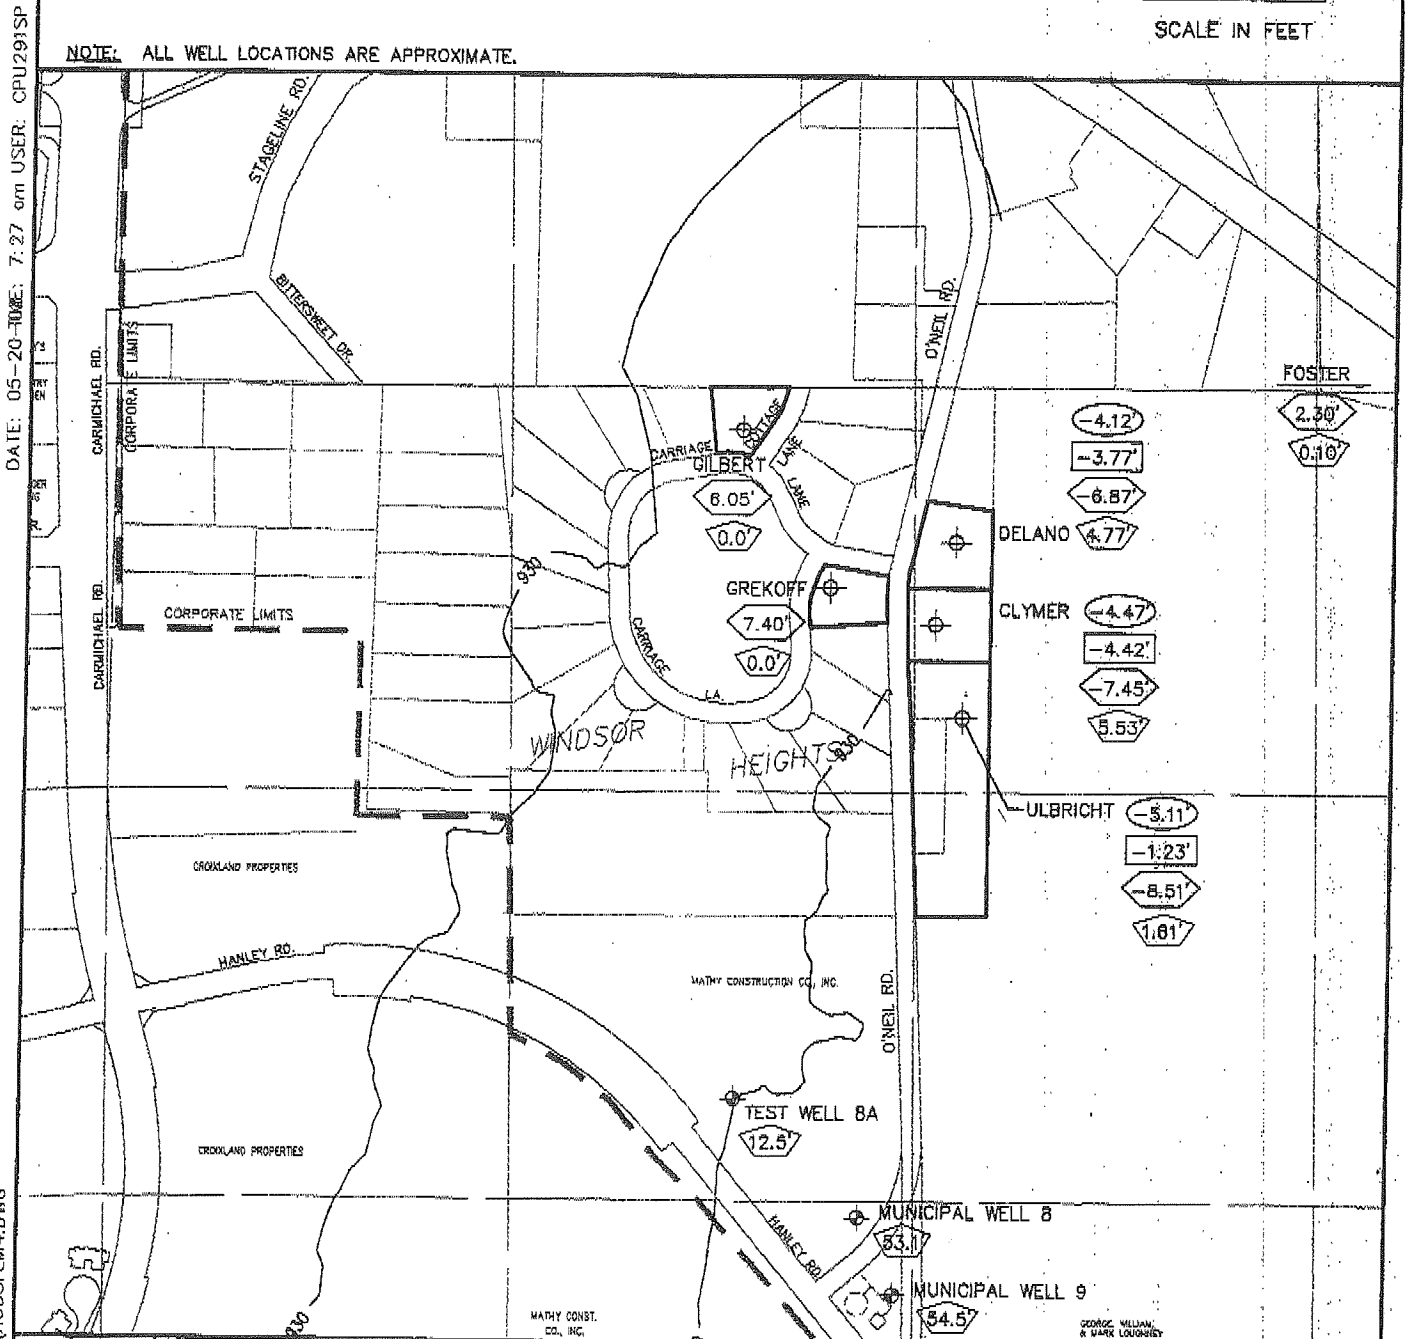 SCALE IN FEET
NOTE: ALL WELL LOCATIONS ARE APPROXIMATE.
DATE: 05-20- 7:27 am USER: CPU291SP
STAGELINE RD.
BITTERSWEET DR.
O'NEIL RD.
CARMICHAEL RD.
CORPORATE LIMITS
FOSTER
2.30'
0.10'
COTTAGE
LANE
CARRIAGE
LANE
GILBERT
6.05'
0.0'
-4.12'
-3.77'
-6.87'
DELANO 4.77'
930
GREKOFF
7.40'
0.0'
CLYMER -4.47'
-4.42'
-7.45'
5.53'
CARMICHAEL RD.
CORPORATE LIMITS
CARRIAGE
LA.
WINDSOR
HEIGHTS
930
ULBRICHT -5.11'
-1.23'
-8.51'
1.61'
CROIXLAND PROPERTIES
HANLEY RD.
MATHY CONSTRUCTION CO., INC.
O'NEIL RD.
TEST WELL 8A
12.5'
CROIXLAND PROPERTIES
MUNICIPAL WELL 8
53.1'
HANLEY RD.
MUNICIPAL WELL 9
54.5'
930
MATHY CONST.
CO., INC.
GEORGE, WILLIAM,
& MARK LOUGHNEY